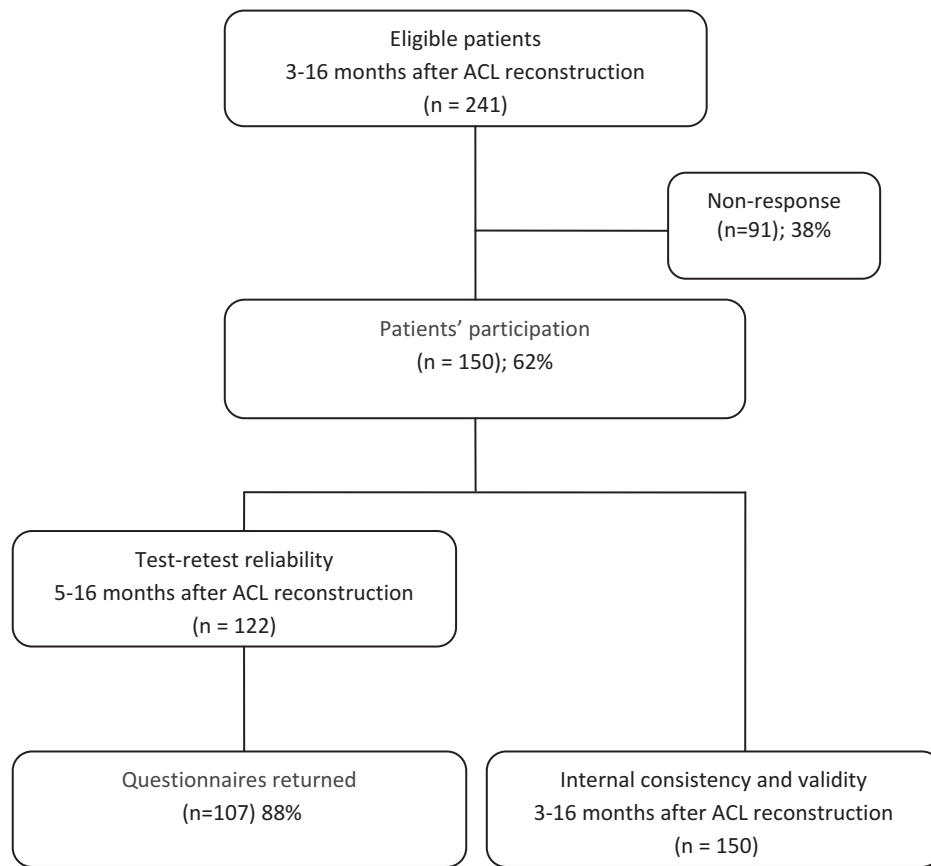 Eligible patients
3-16 months after ACL reconstruction
(n = 241)
Non-response
(n=91); 38%
Patients’ participation
(n = 150); 62%
Test-retest reliability
5-16 months after ACL reconstruction
(n = 122)
Questionnaires returned
(n=107) 88%
Internal consistency and validity
3-16 months after ACL reconstruction
(n = 150)